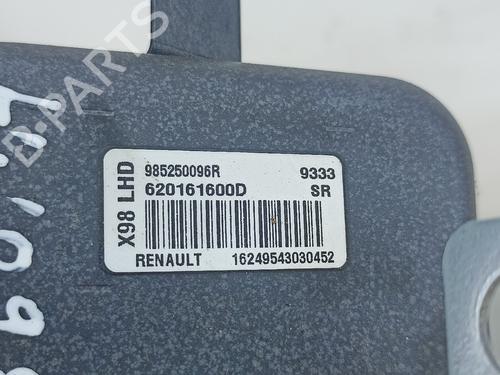 B-PARTS
X98 LHD
985250096R 9333
620161600D SR
RENAULT 16249543030452